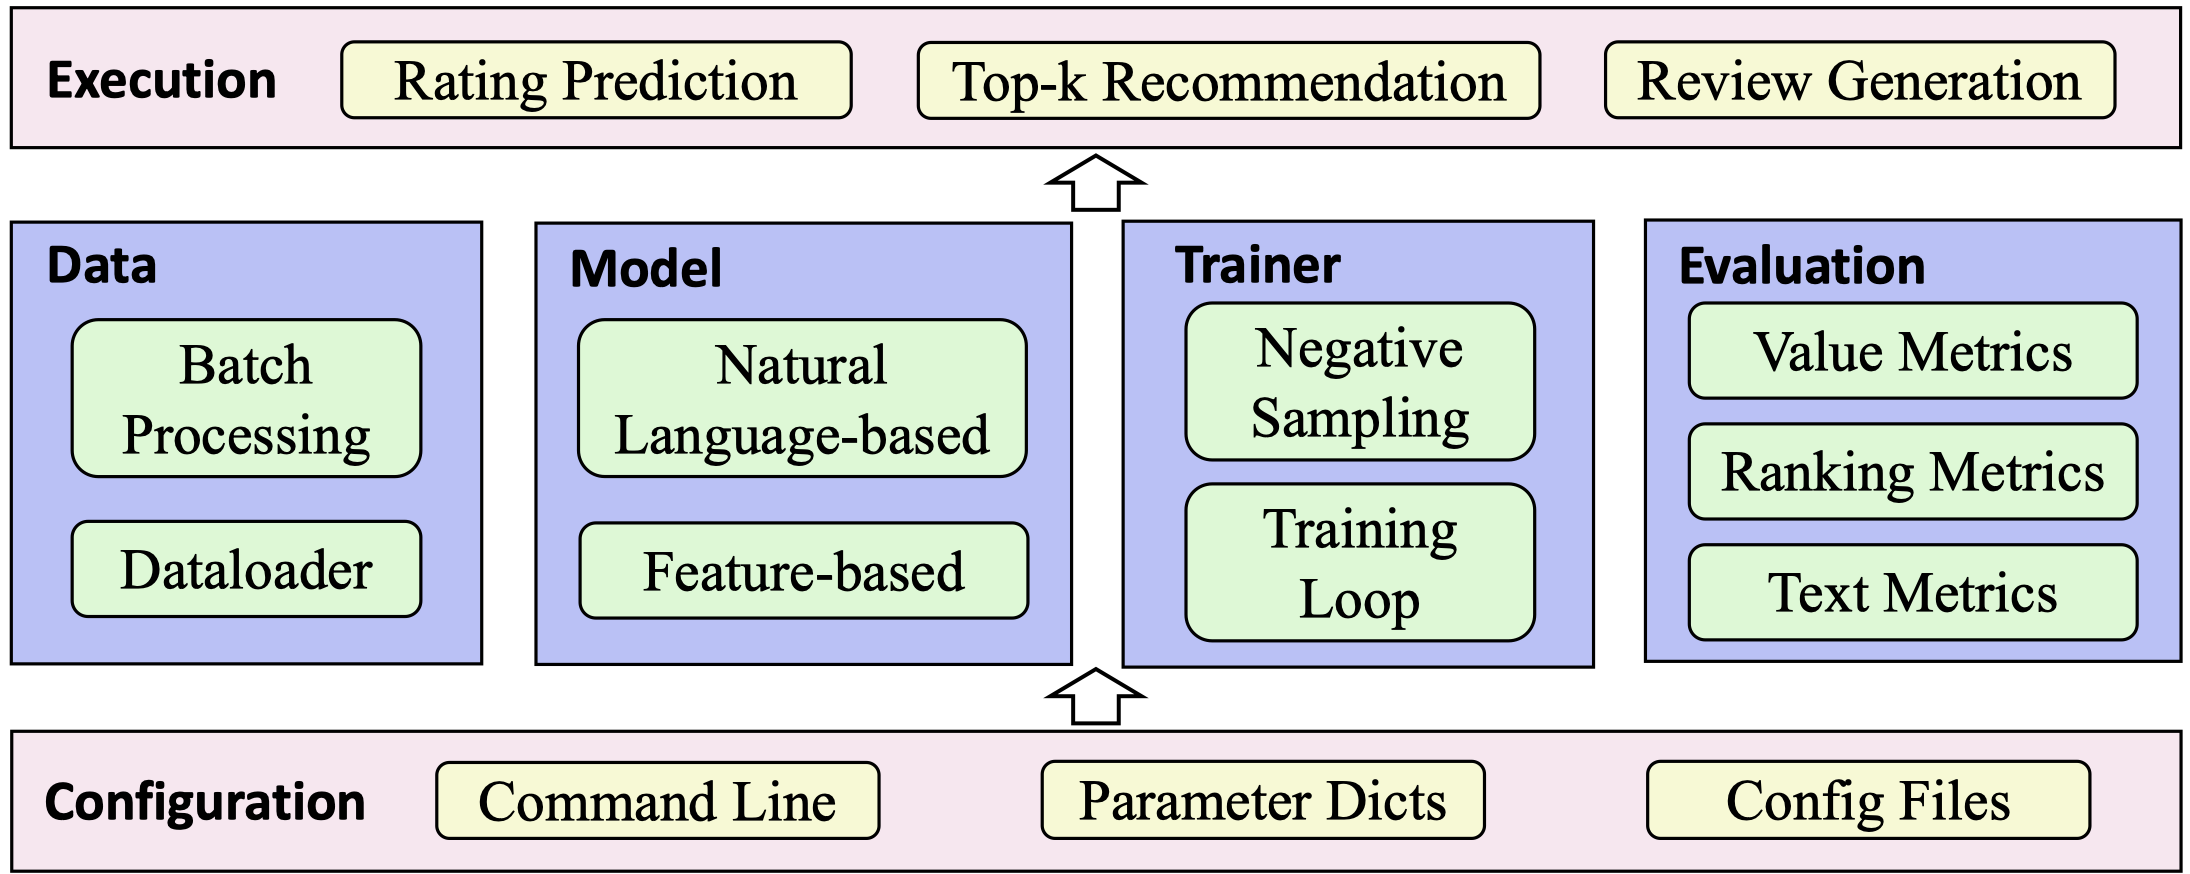 Execution
Rating Prediction
Top-k Recommendation
Review Generation
Data
Batch
Processing
Dataloader
Model
Natural
Language-based
Feature-based
Trainer
Negative
Sampling
Training
Loop
Evaluation
Value Metrics
Ranking Metrics
Text Metrics
Configuration
Command Line
Parameter Dicts
Config Files